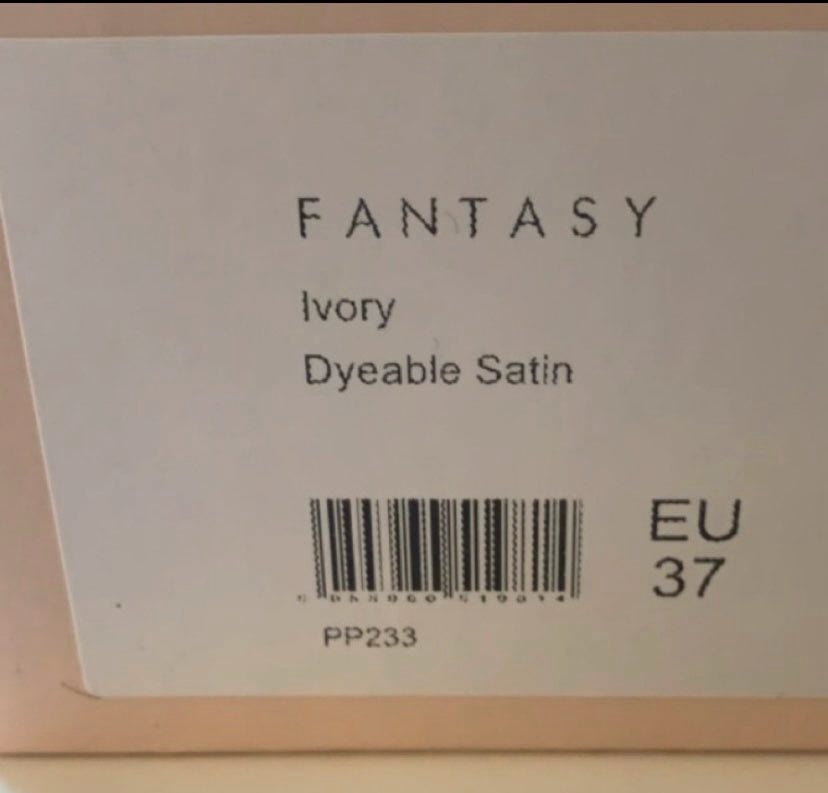 FANTASY
Ivory
Dyeable Satin
EU
37
PP233